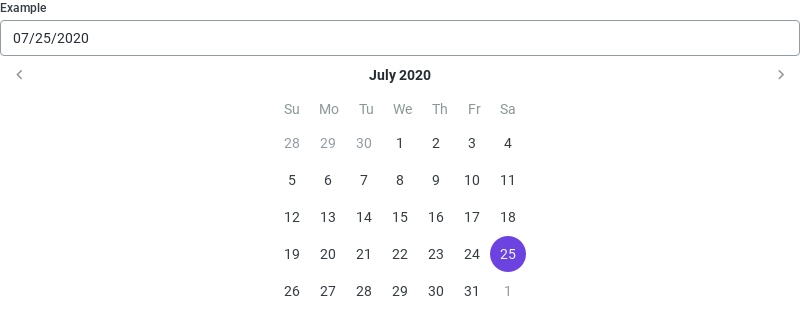 Example
07/25/2020
July 2020
Su Mo Tu We Th Fr Sa
28 29 30 1 2 3 4
5 6 7 8 9 10 11
12 13 14 15 16 17 18
19 20 21 22 23 24 25
26 27 28 29 30 31 1